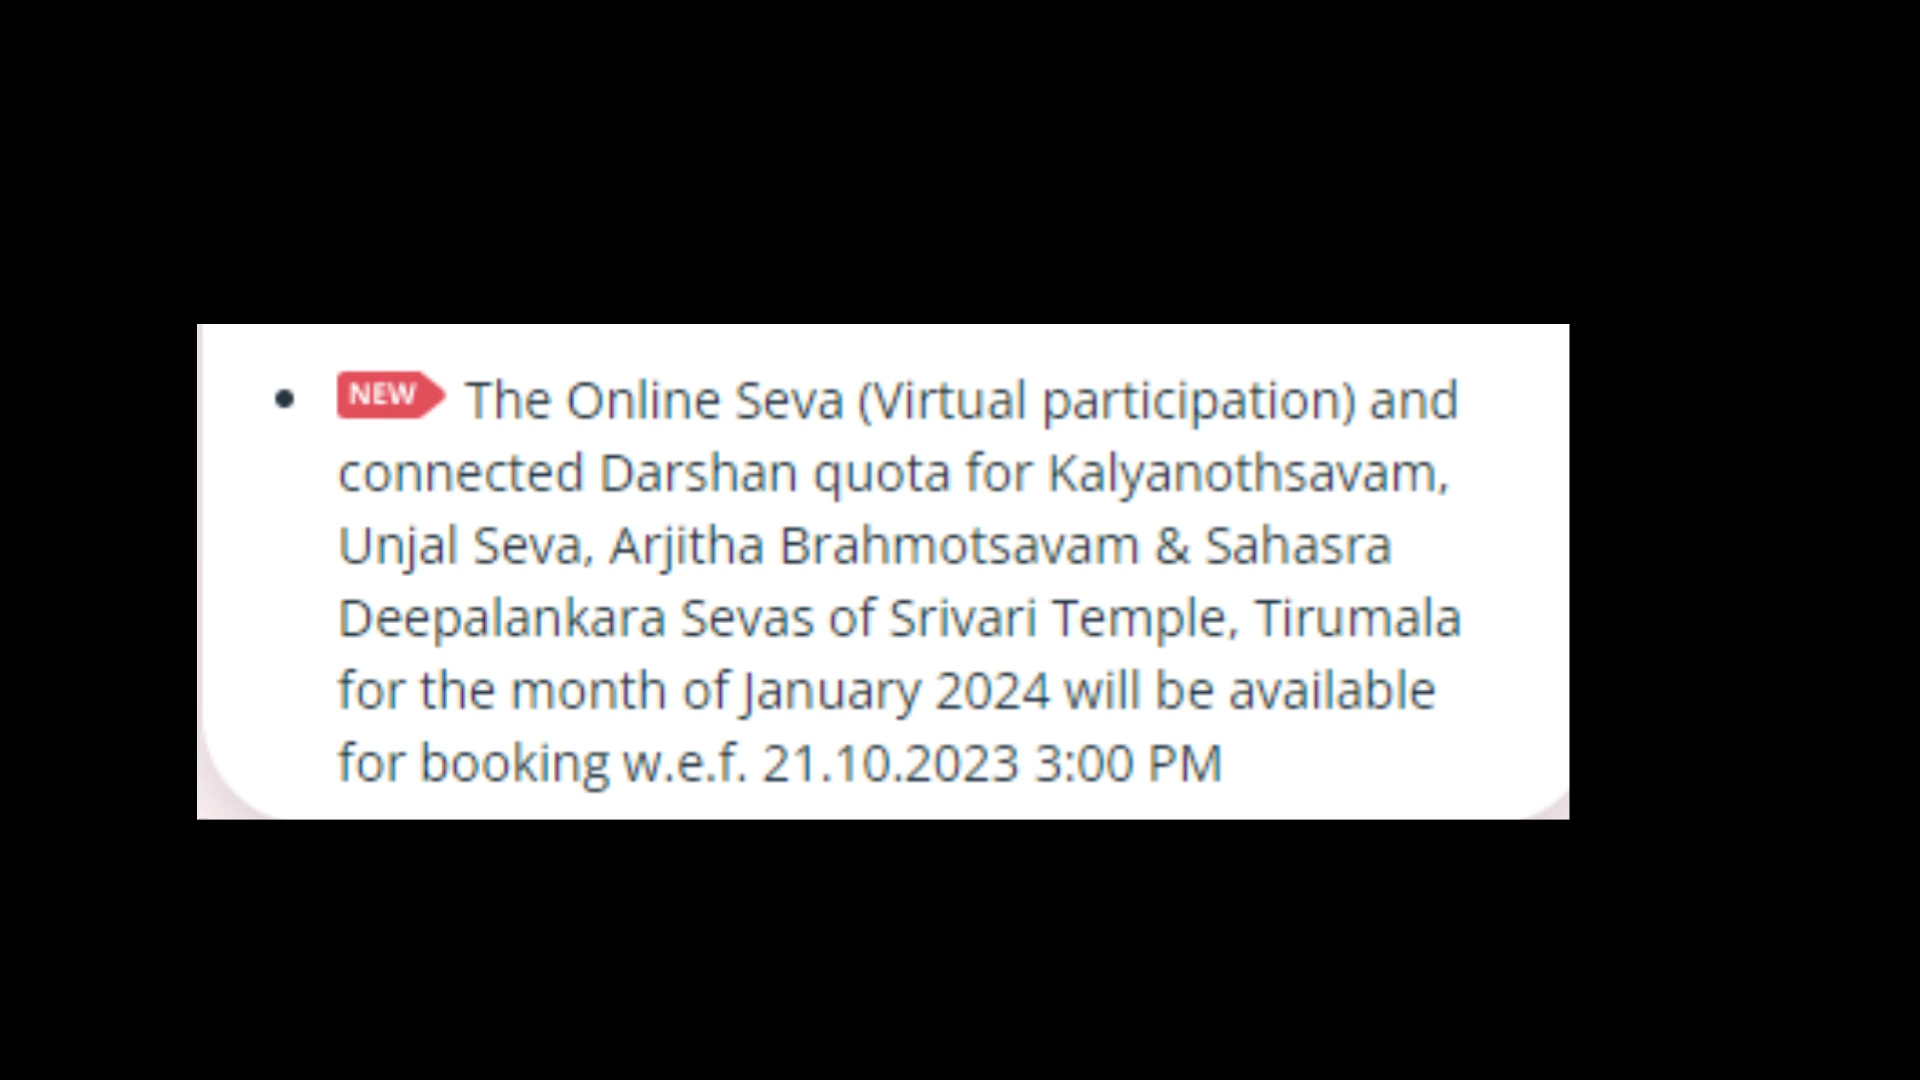 • NEW The Online Seva (Virtual participation) and
connected Darshan quota for Kalyanothsavam,
Unjal Seva, Arjitha Brahmotsavam & Sahasra
Deepalankara Sevas of Srivari Temple, Tirumala
for the month of January 2024 will be available
for booking w.e.f. 21.10.2023 3:00 PM